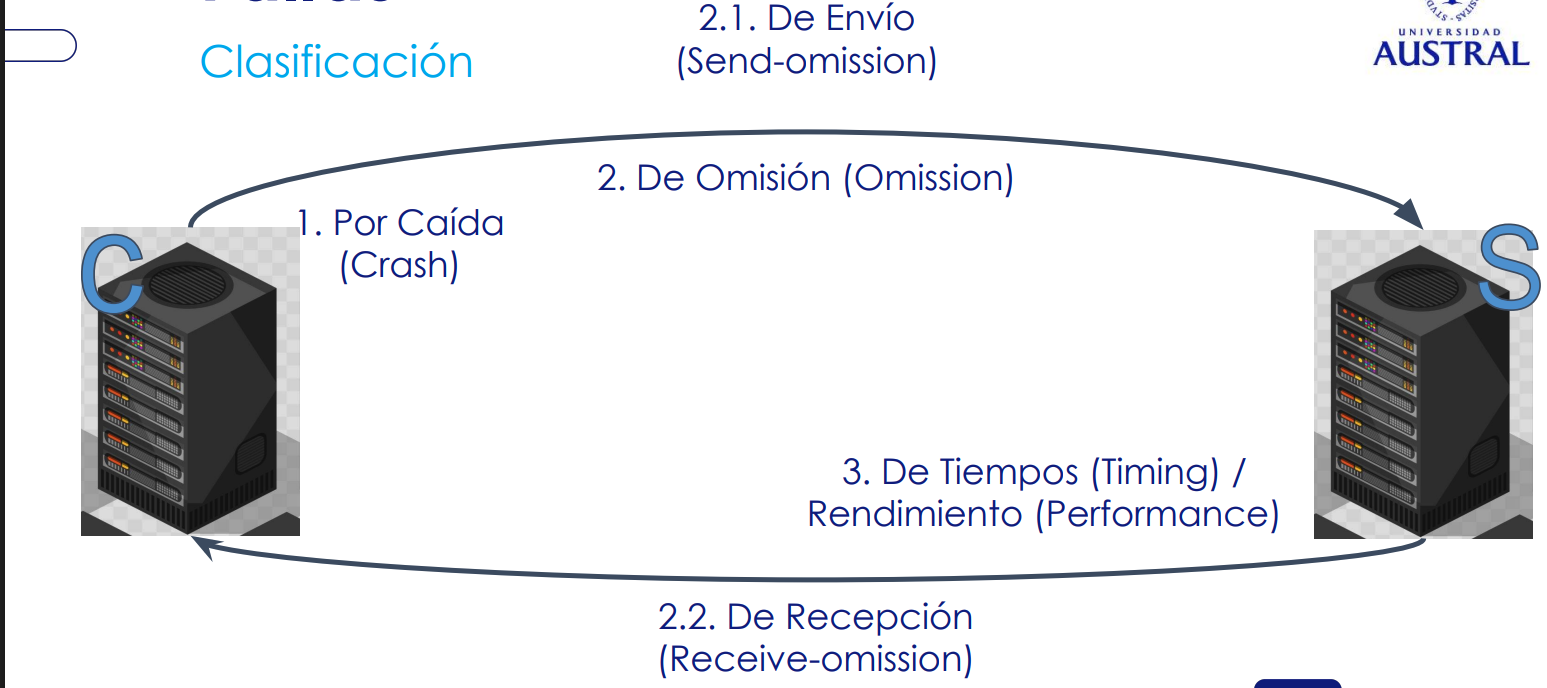 Clasificación
2.1. De Envío
(Send-omission)
UNIVERSIDAD
AUSTRAL
2. De Omisión (Omission)
1. Por Caída
(Crash)
C
S
3. De Tiempos (Timing) /
Rendimiento (Performance)
2.2. De Recepción
(Receive-omission)